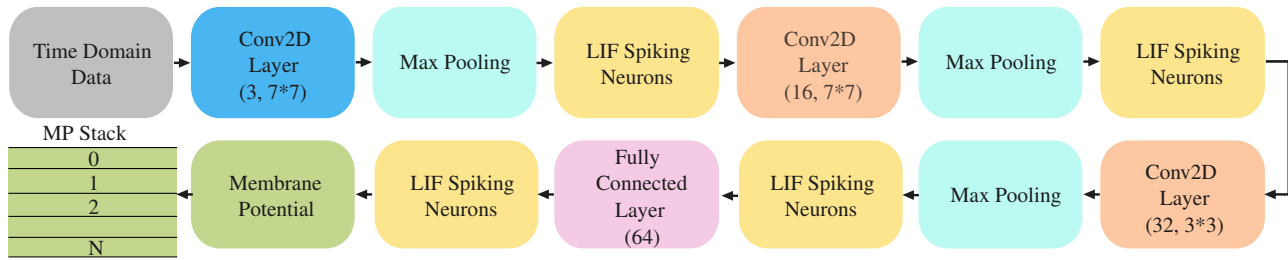 Time Domain
Data
Conv2D
Layer
(3, 7*7)
Max Pooling
LIF Spiking
Neurons
Conv2D
Layer
(16, 7*7)
Max Pooling
LIF Spiking
Neurons
Conv2D
Layer
(32, 3*3)
Max Pooling
LIF Spiking
Neurons
Fully
Connected
Layer
(64)
LIF Spiking
Neurons
Membrane
Potential
MP Stack
0
1
2
N